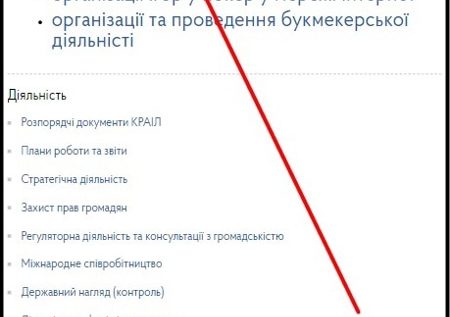 організації та проведення букмекерської
діяльністі
Діяльність
Розпорядчі документи КРАІЛ
Плани роботи та звіти
Стратегічна діяльність
Захист прав громадян
Регуляторна діяльність та консультації з громадськістю
Міжнародне співробітництво
Державний нагляд (контроль)